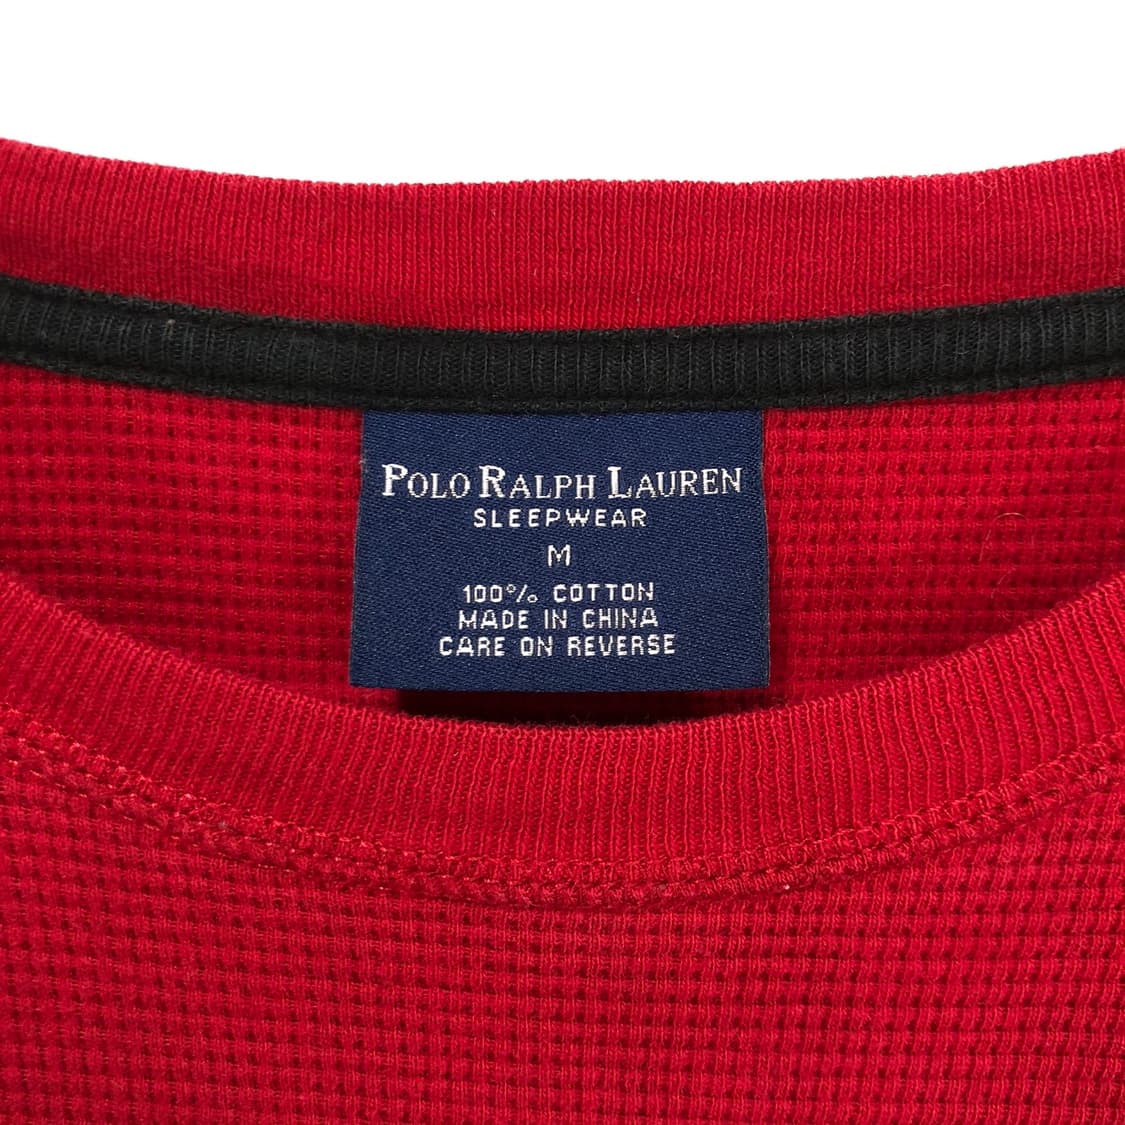 POLO RALPH LAUREN
SLEEPWEAR
M
100% COTTON
MADE IN CHINA
CARE ON REVERSE